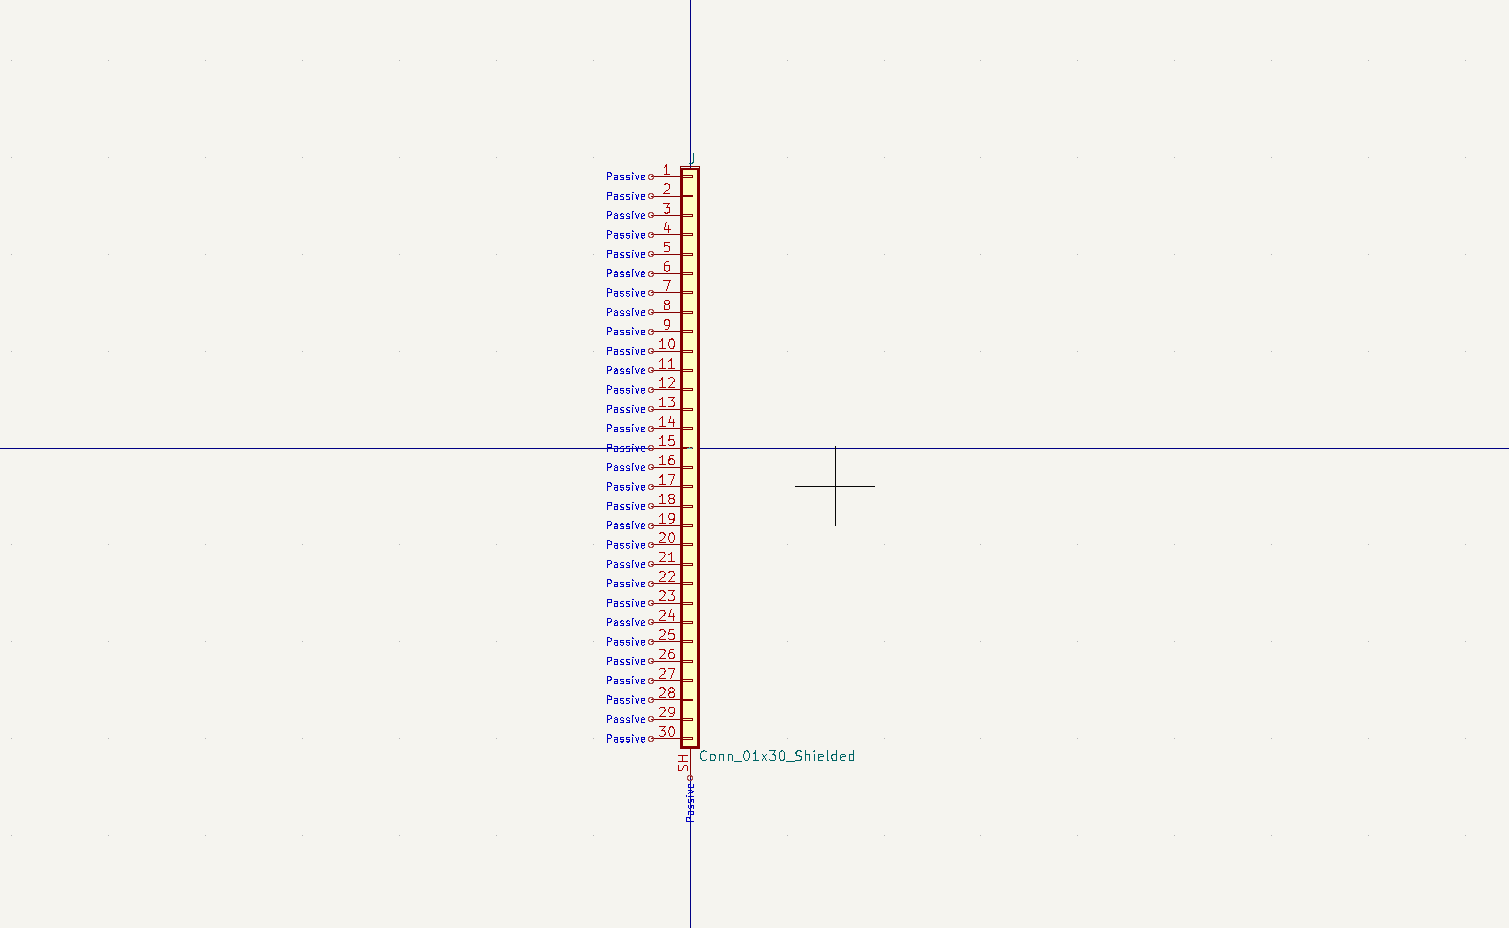 J
Passive 1
Passive 2
Passive 3
Passive 4
Passive 5
Passive 6
Passive 7
Passive 8
Passive 9
Passive 10
Passive 11
Passive 12
Passive 13
Passive 14
Passive 15
Passive 16
Passive 17
Passive 18
Passive 19
Passive 20
Passive 21
Passive 22
Passive 23
Passive 24
Passive 25
Passive 26
Passive 27
Passive 28
Passive 29
Passive 30
SH
Conn_01x30_Shielded
Passive